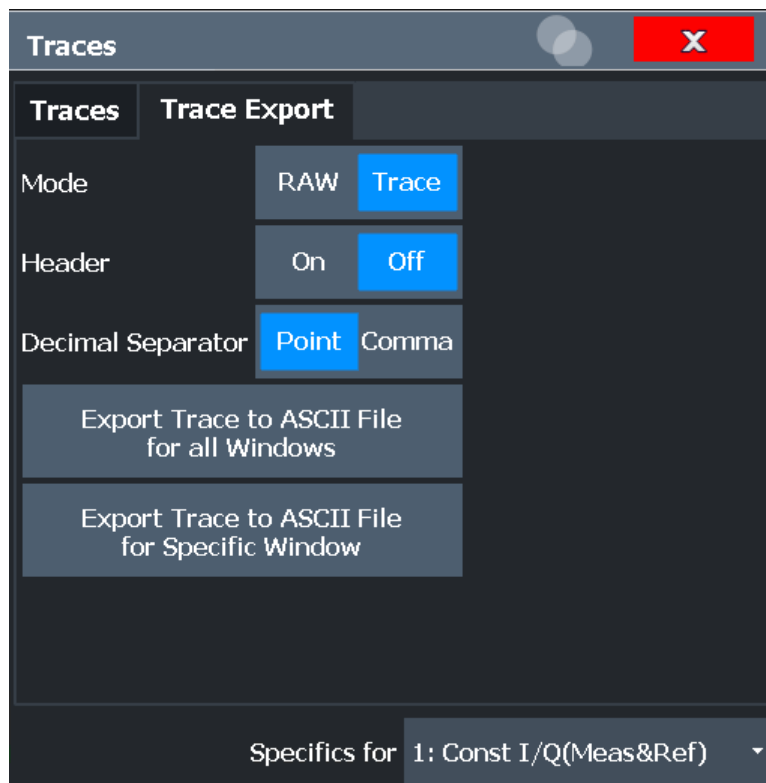 Traces X
Traces Trace Export
Mode RAW Trace
Header On Off
Decimal Separator Point Comma
Export Trace to ASCII File
for all Windows
Export Trace to ASCII File
for Specific Window
Specifics for 1: Const I/Q(Meas&Ref)